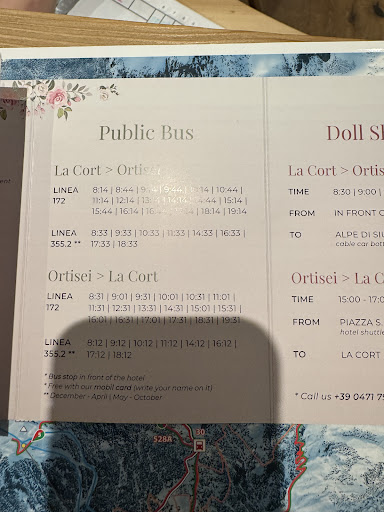 Public Bus
La Cort > Ortisei
LINEA 172
8:14 | 8:44 | 9:14 | 9:44 | 10:14 | 10:44 |
11:14 | 12:14 | 13:14 | 14:14 | 14:44 | 15:14 |
15:44 | 16:14 | 16:44 | 17:14 | 18:14 | 19:14
LINEA 355.2 **
8:33 | 9:33 | 10:33 | 11:33 | 14:33 | 16:33 |
17:33 | 18:33
Ortisei > La Cort
LINEA 172
8:31 | 9:01 | 9:31 | 10:01 | 10:31 | 11:01 |
11:31 | 12:31 | 13:31 | 14:31 | 15:01 | 15:31 |
16:01 | 16:31 | 17:01 | 17:31 | 18:31 | 19:31
LINEA 355.2 **
8:12 | 9:12 | 10:12 | 11:12 | 14:12 | 16:12 |
17:12 | 18:12
* Bus stop in front of the hotel
* Free with our mobil card (write your name on it)
** December - April | May - October
Doll
La Cort > Ortis
TIME 8:30 | 9:00 |
FROM IN FRONT
TO ALPE DI SIU
cable car bott
Ortisei > La C
TIME 15:00 - 17:0
FROM PIAZZA S.
hotel shuttle
TO LA CORT
* Call us +39 0471 79
528A
30